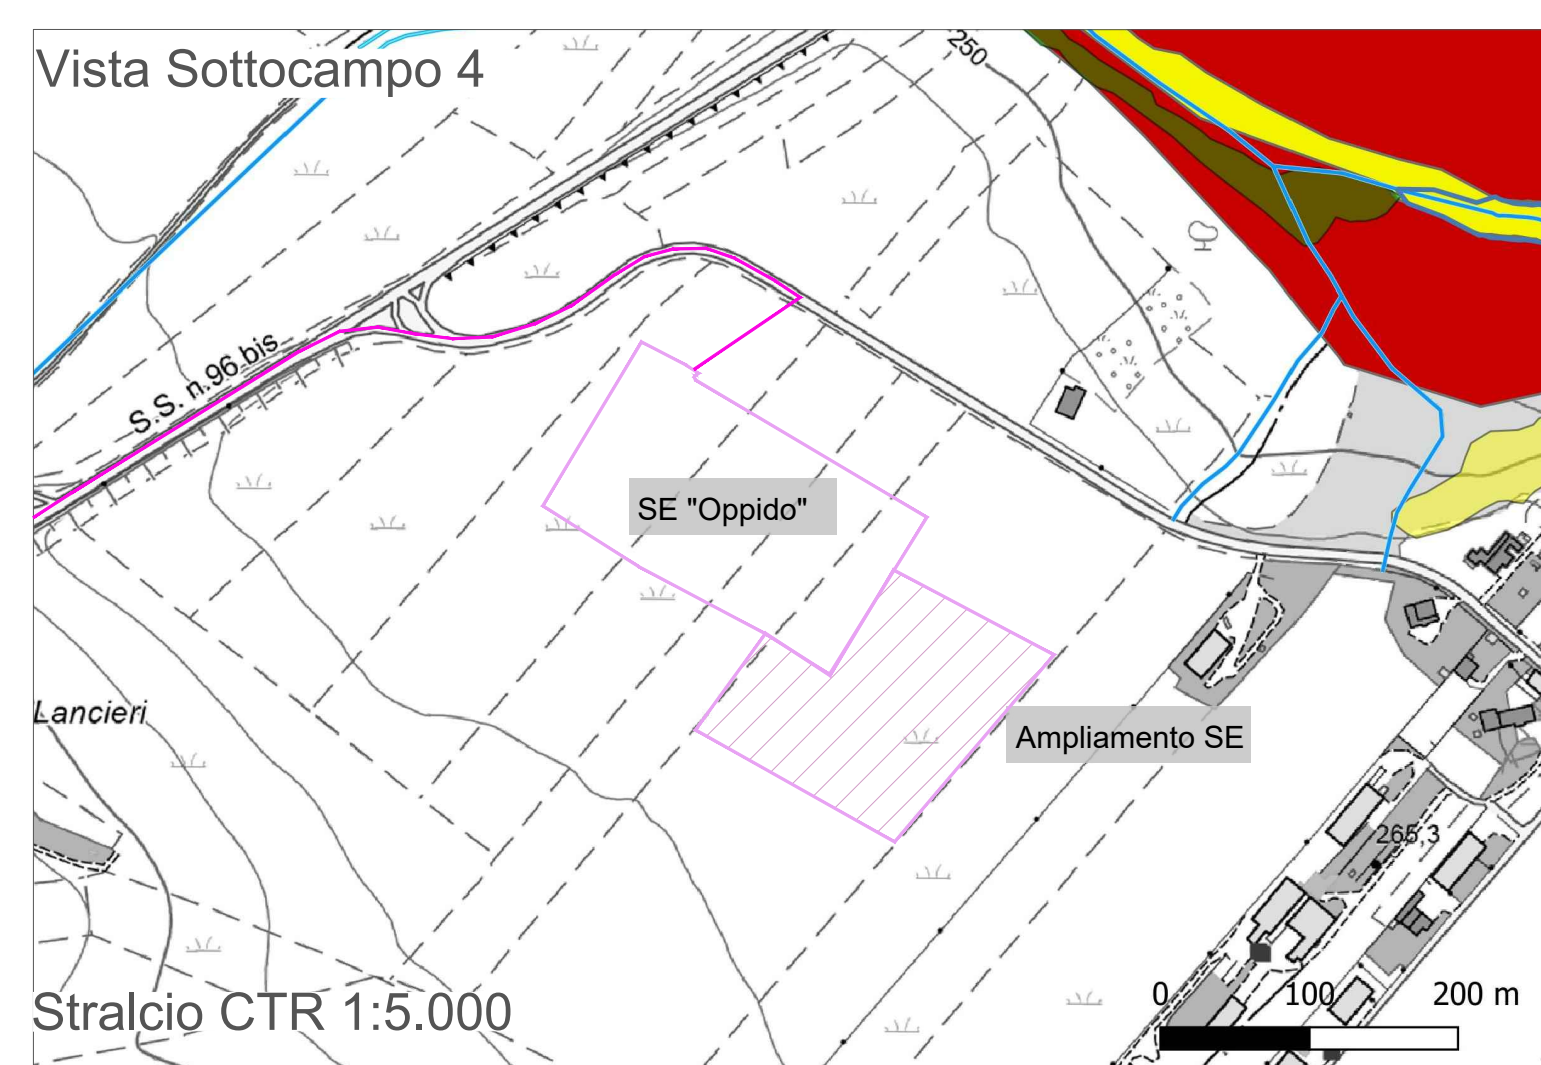 Vista Sottocampo 4
250
S.S. n.96 bis
SE "Oppido"
Lancieri
Ampliamento SE
265,3
Stralcio CTR 1:5.000
0 100 200 m